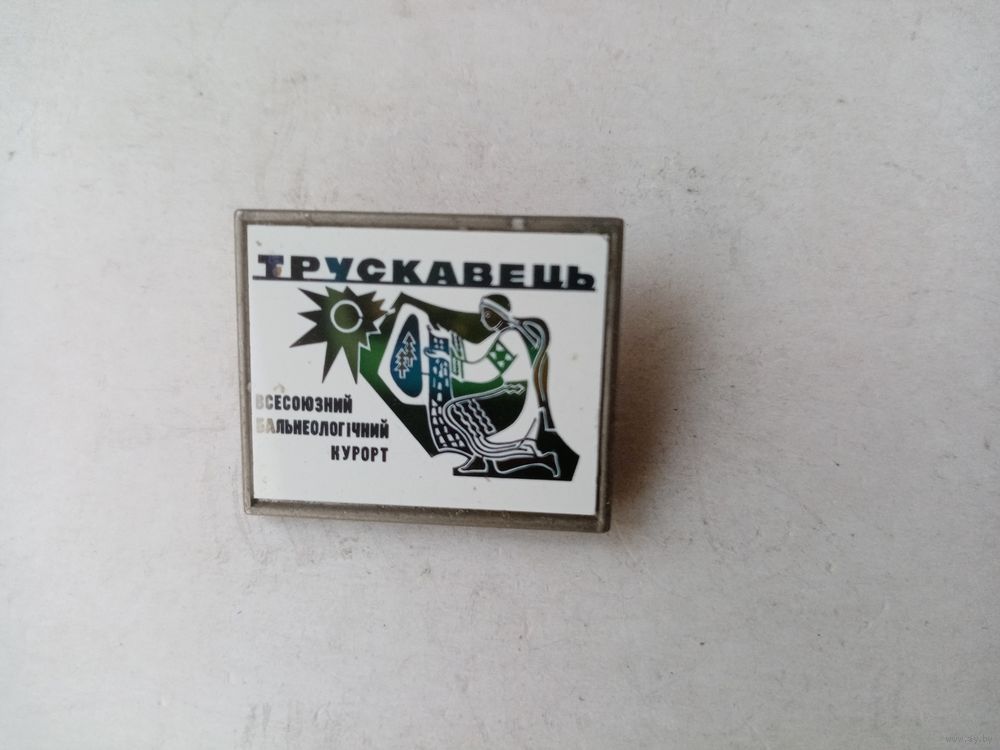 ТРУСКАВЕЦЬ
ВСЕСОЮЗНИЙ
БАЛЬНЕОЛОГІЧНИЙ
КУРОРТ